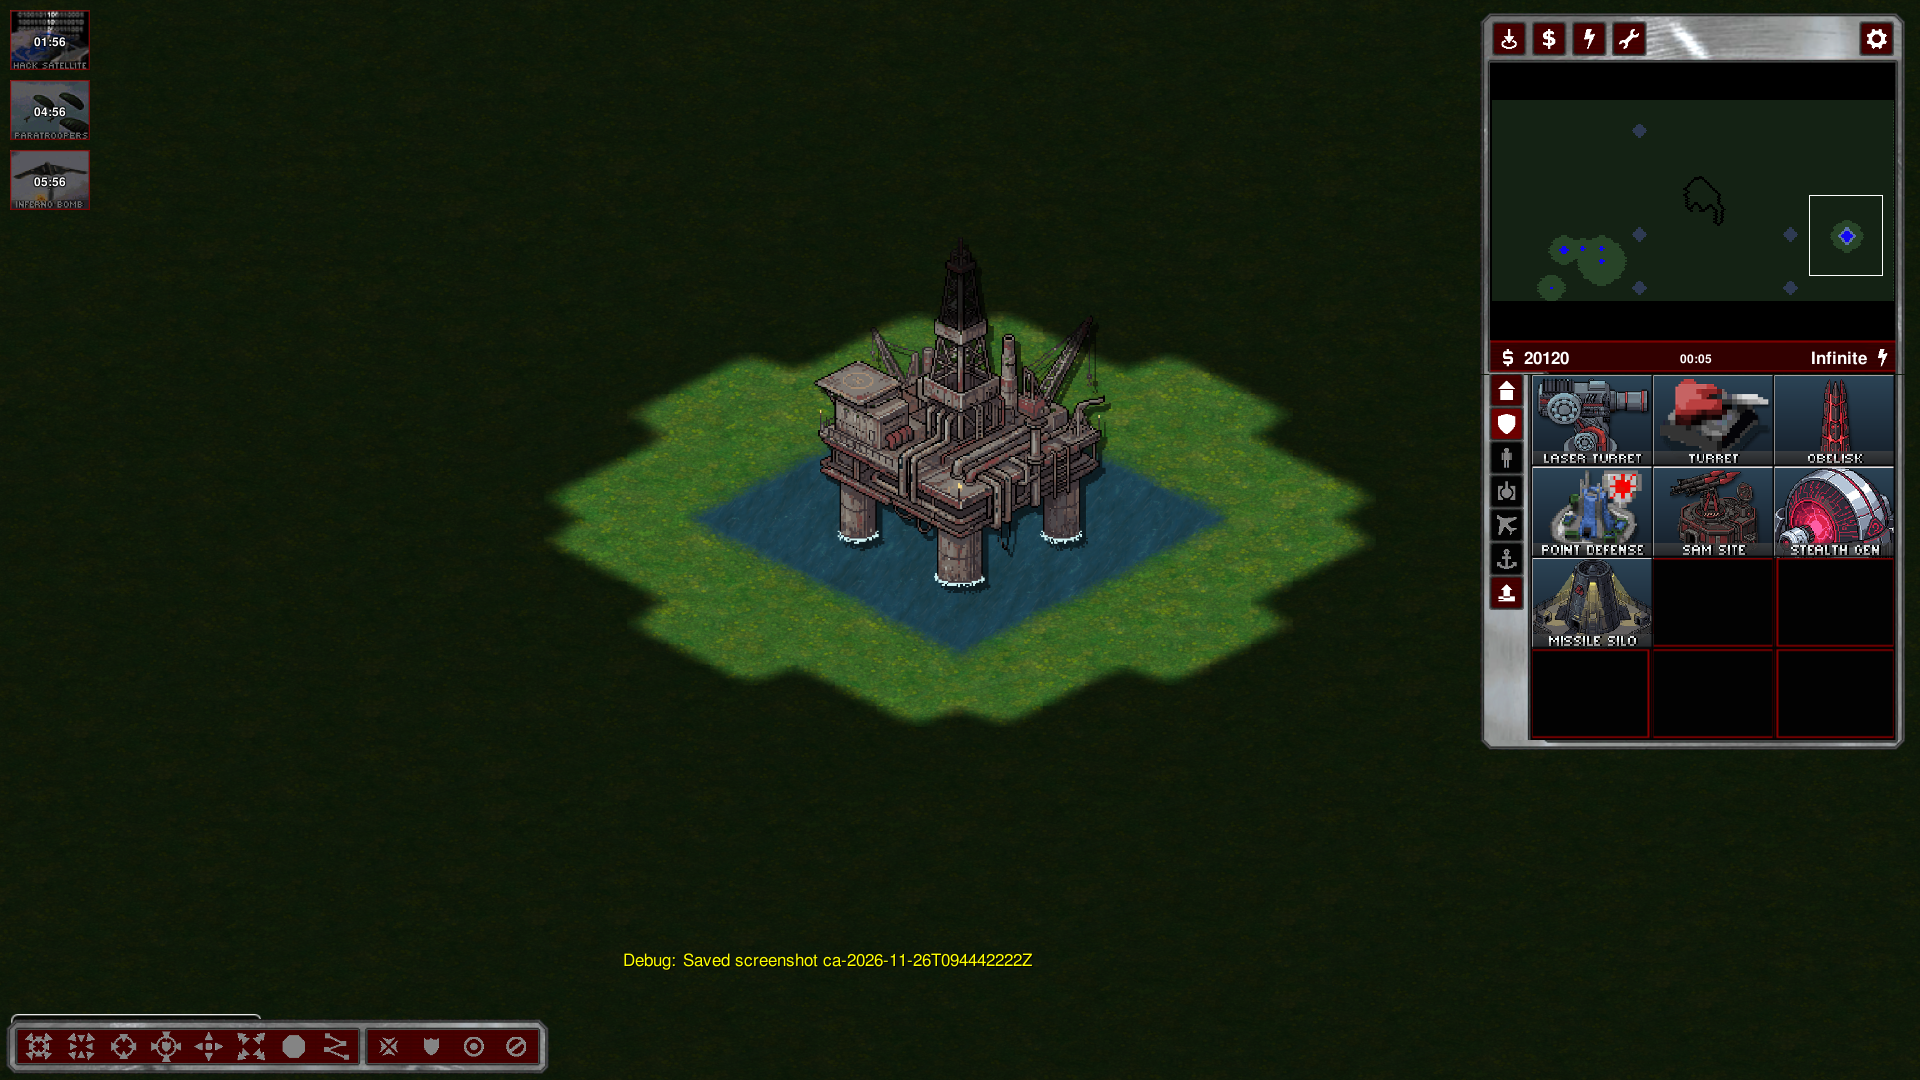 01:56
HACK SATELLITE
04:56
PARATROOPERS
05:56
INFERNO BOMB
$ 20120
00:05
Infinite
LASER TURRET
TURRET
OBELISK
POINT DEFENSE
SAM SITE
STEALTH GEN
MISSILE SILO
Debug: Saved screenshot ca-2026-11-26T094442222Z